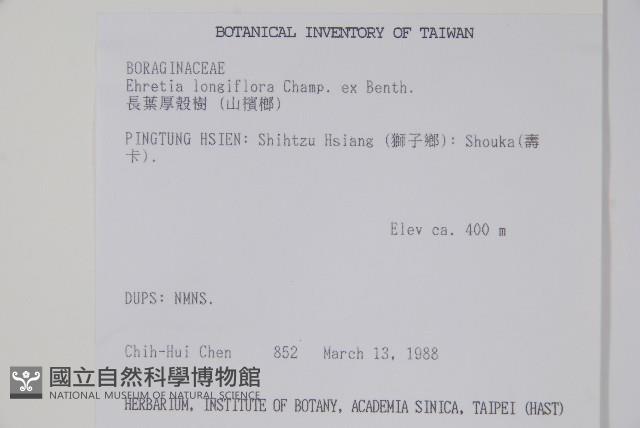 BOTANICAL INVENTORY OF TAIWAN
BORAGINACEAE
Ehretia longiflora Champ. ex Benth.
長葉厚殼樹 (山檳榔)
PINGTUNG HSIEN: Shihtzu Hsiang (獅子鄉): Shouka(壽
卡).
Elev ca. 400 m
DUPS: NMNS.
Chih-Hui Chen 852 March 13, 1988
國立自然科學博物館
NATIONAL MUSEUM OF NATURAL SCIENCE
HERBARIUM, INSTITUTE OF BOTANY, ACADEMIA SINICA, TAIPEI (HAST)